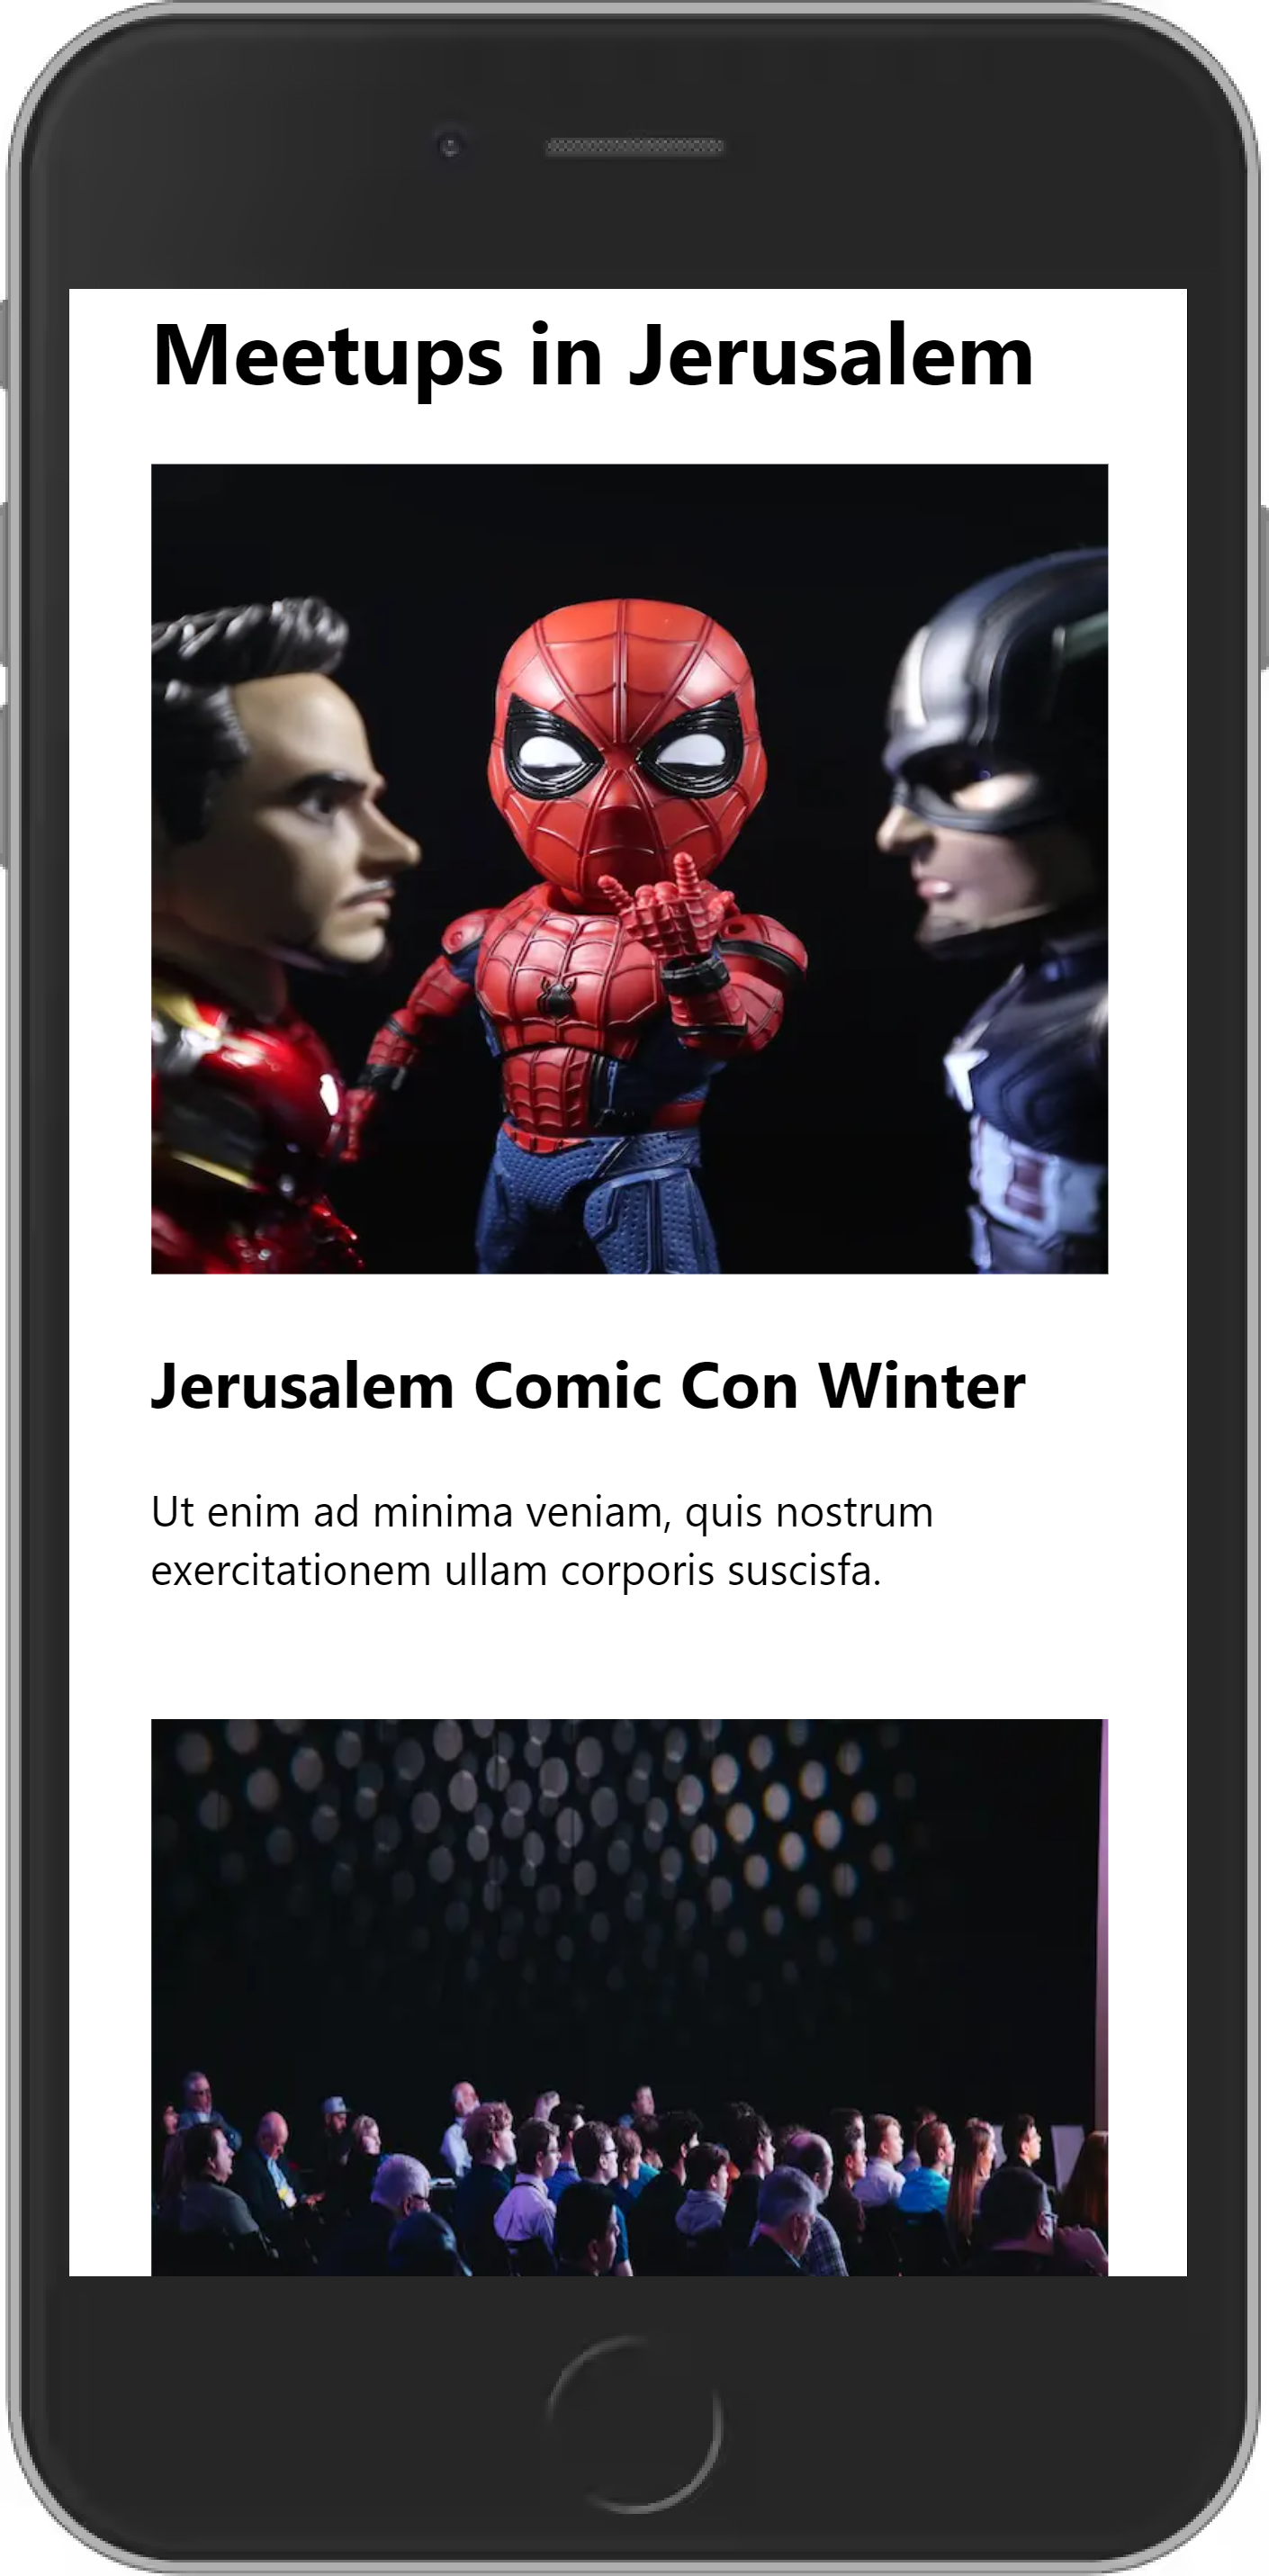 Meetups in Jerusalem
Jerusalem Comic Con Winter
Ut enim ad minima veniam, quis nostrum
exercitationem ullam corporis suscisfa.